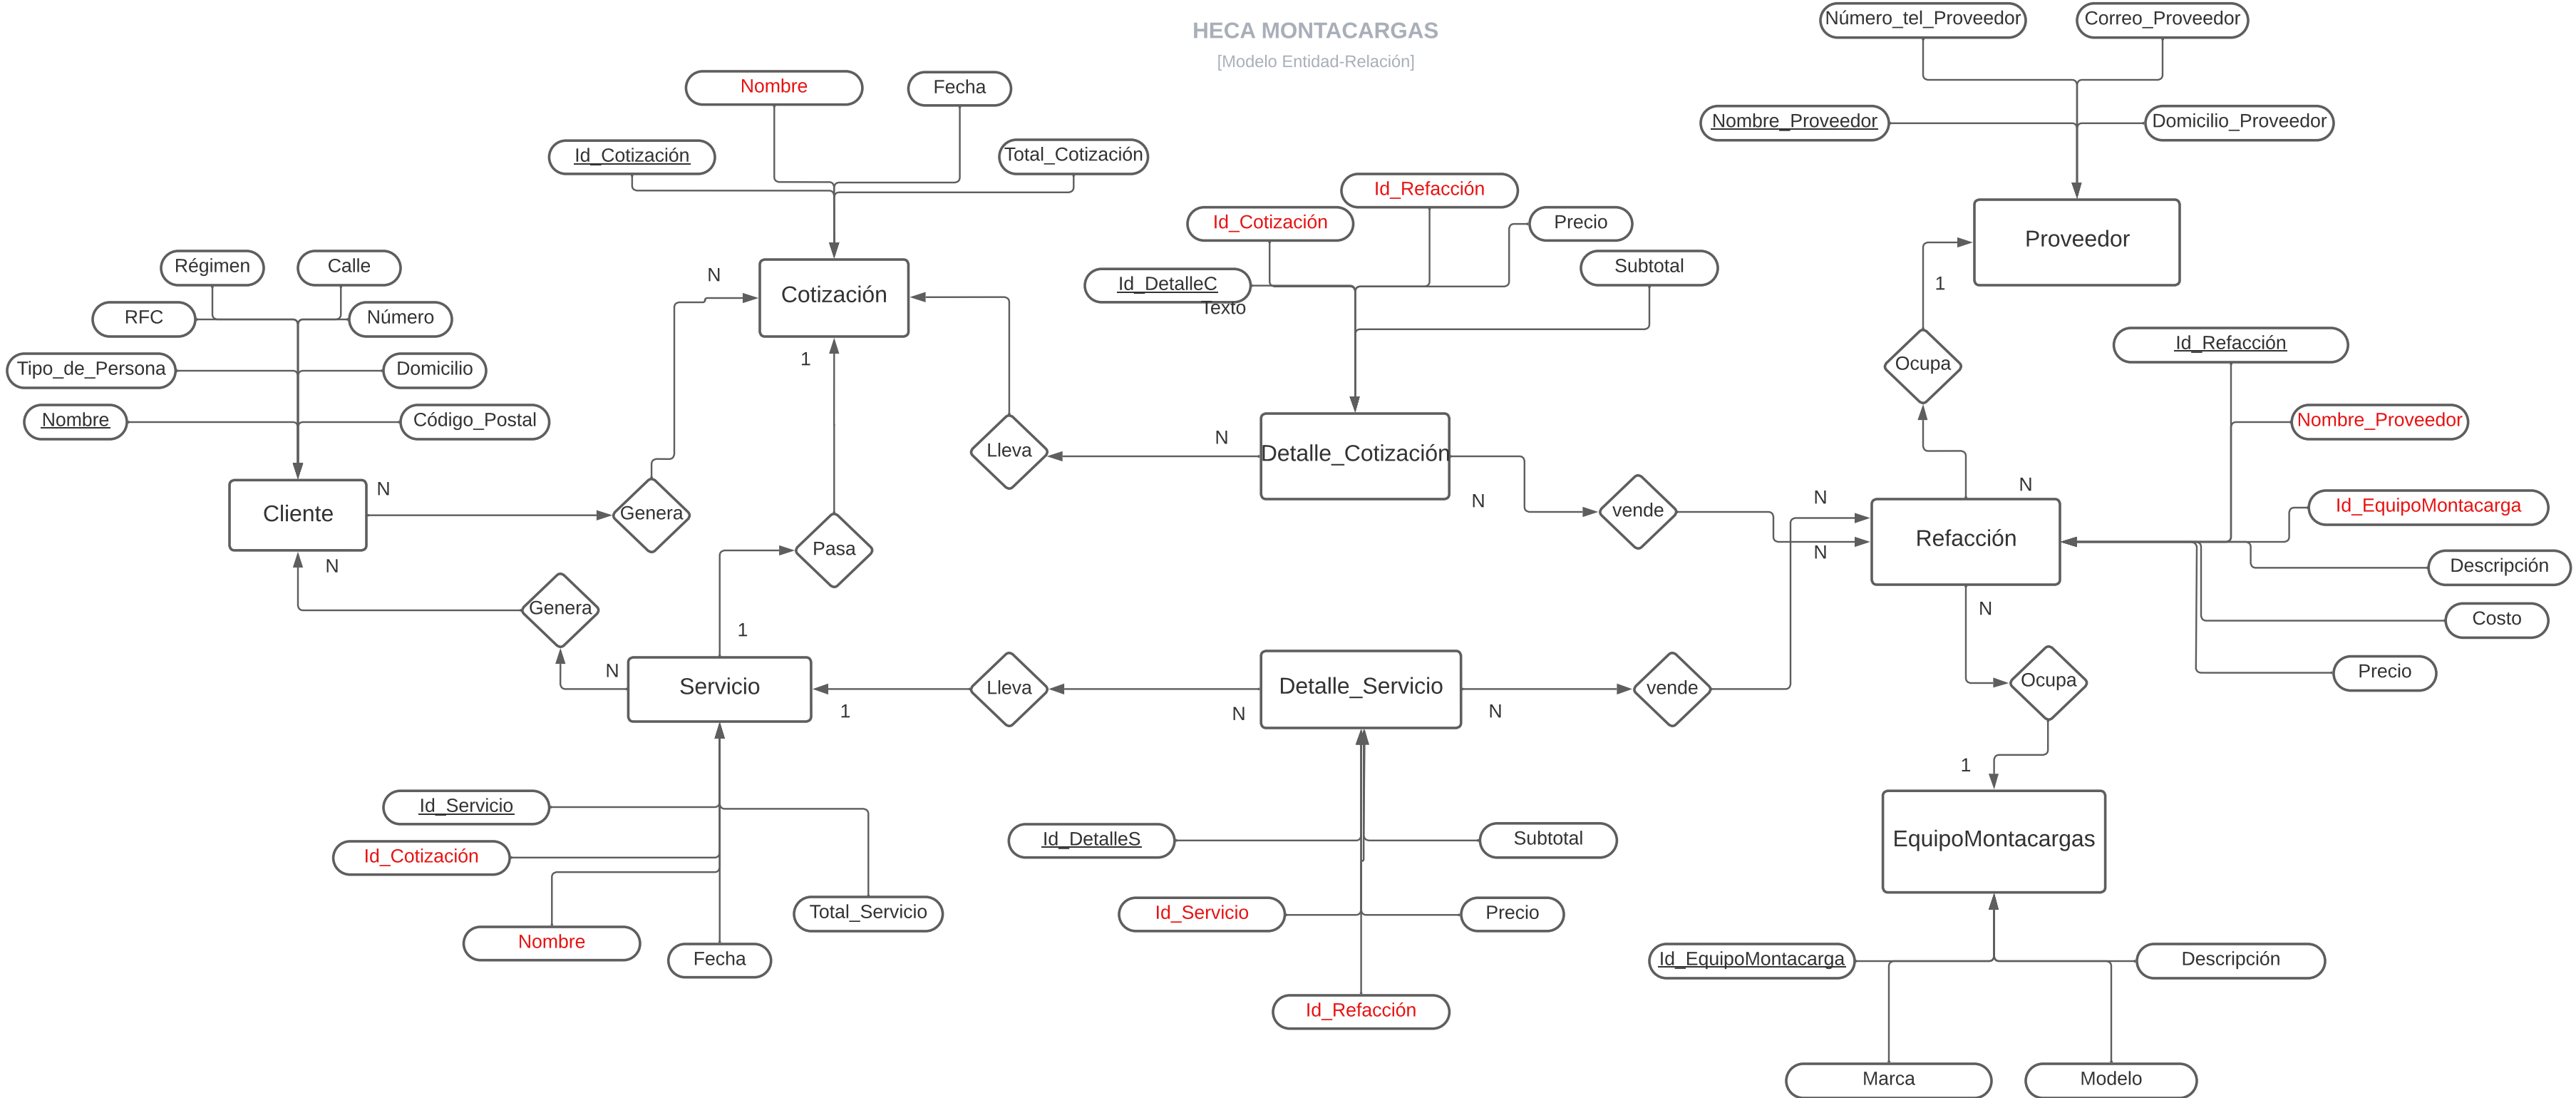 HECA MONTACARGAS
[Modelo Entidad-Relación]
Número_tel_Proveedor
Correo_Proveedor
Nombre_Proveedor
Domicilio_Proveedor
Proveedor
1
Ocupa
N
Nombre
Fecha
Id_Cotización
Total_Cotización
Cotización
N
1
Régimen
Calle
RFC
Número
Tipo_de_Persona
Domicilio
Nombre
Código_Postal
Cliente
N
N
Genera
Genera
Pasa
Lleva
Id_Refacción
Id_Cotización
Precio
Id_DetalleC
Subtotal
Texto
Detalle_Cotización
N
N
vende
N
N
Refacción
Id_Refacción
Nombre_Proveedor
Id_EquipoMontacarga
Descripción
Costo
Precio
N
Ocupa
1
EquipoMontacargas
Id_EquipoMontacarga
Descripción
Marca
Modelo
1
N
Servicio
1
Lleva
N
Detalle_Servicio
N
vende
Id_Servicio
Id_Cotización
Nombre
Fecha
Total_Servicio
Id_DetalleS
Subtotal
Id_Servicio
Precio
Id_Refacción